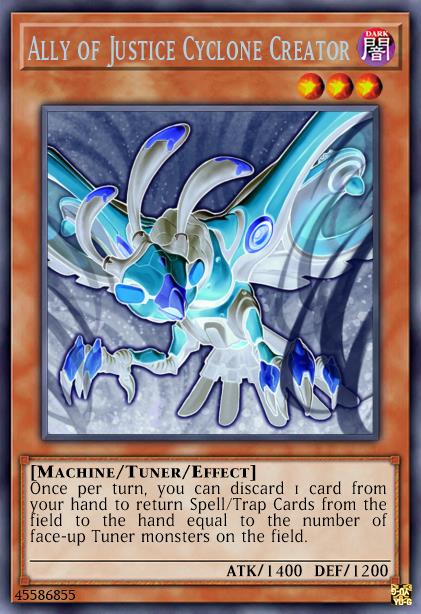 Ally of Justice Cyclone Creator
DARK
闇
[Machine/Tuner/Effect]
Once per turn, you can discard 1 card from
your hand to return Spell/Trap Cards from the
field to the hand equal to the number of
face-up Tuner monsters on the field.
ATK/1400 DEF/1200
45586855